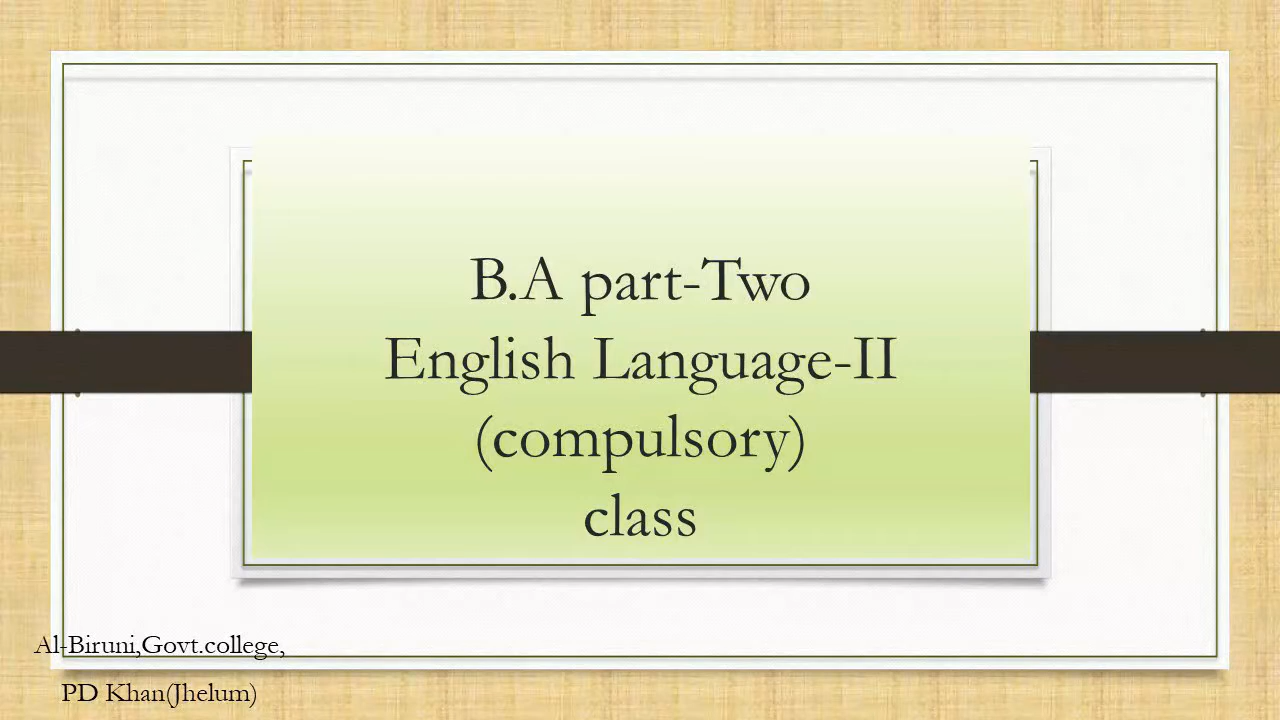 B.A part-Two
English Language-II
(compulsory)
class
Al-Biruni,Govt.college,
PD Khan(Jhelum)